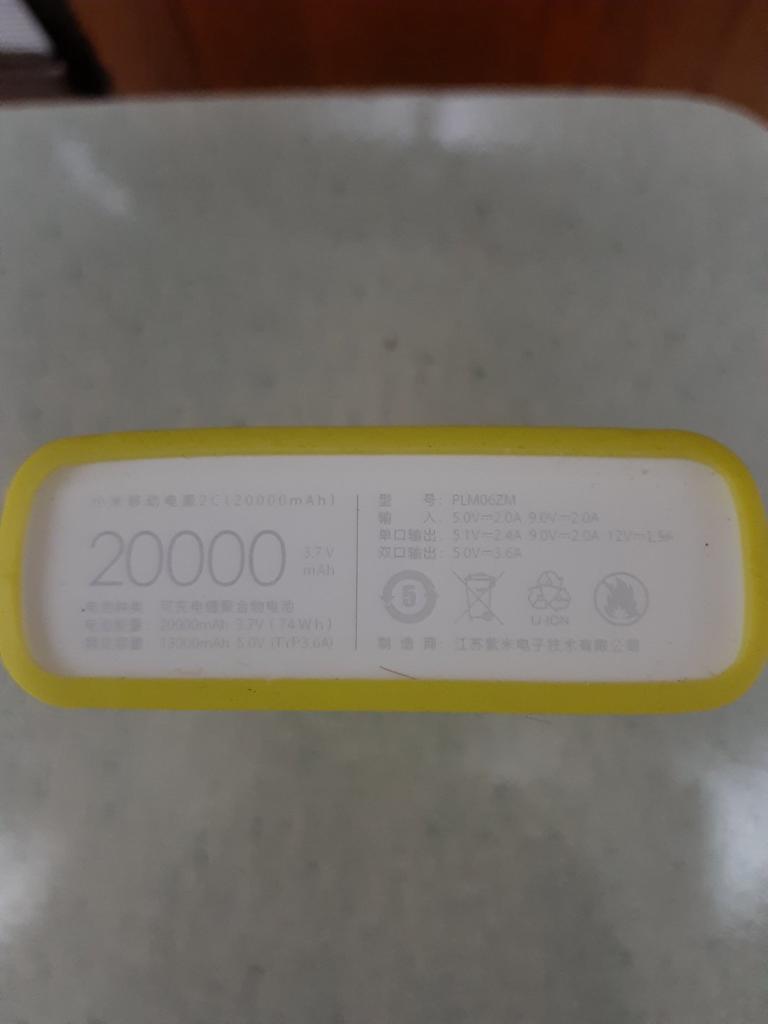 小米移动电源2C(20000mAh)
20000 3.7V mAh
电池种类: 可充电锂聚合物电池
电池能量: 20000mAh 3.7V (74Wh)
额定容量: 13000mAh 5.0V (TYP3.6A)
型 号: PLM06ZM
输 入: 5.0V⎓2.0A 9.0V⎓2.0A
单口输出: 5.1V⎓2.4A 9.0V⎓2.0A 12V⎓1.5A
双口输出: 5.0V⎓3.6A
5
LI-ION
制 造 商: 江苏紫米电子技术有限公司